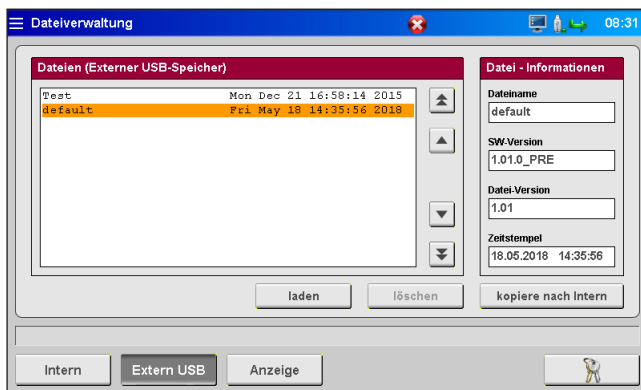 Dateiverwaltung 08:31
Dateien (Externer USB-Speicher)
Test Mon Dec 21 16:58:14 2015
default Fri May 18 14:35:56 2018
laden
löschen
Datei - Informationen
Dateiname
default
SW-Version
1.01.0_PRE
Datei-Version
1.01
Zeitstempel
18.05.2018 14:35:56
kopiere nach Intern
Intern
Extern USB
Anzeige